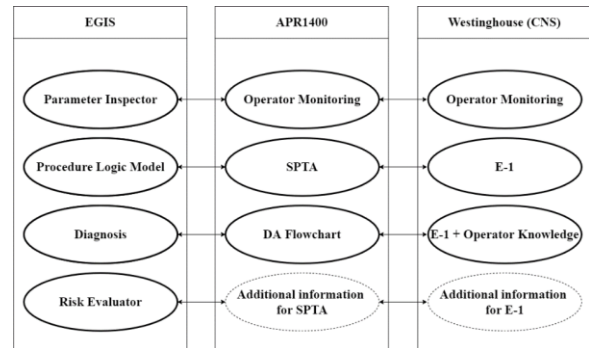 EGIS APR1400 Westinghouse (CNS)
Parameter Inspector Operator Monitoring Operator Monitoring
Procedure Logic Model SPTA E-1
Diagnosis DA Flowchart E-1 + Operator Knowledge
Risk Evaluator Additional information Additional information
for SPTA for E-1